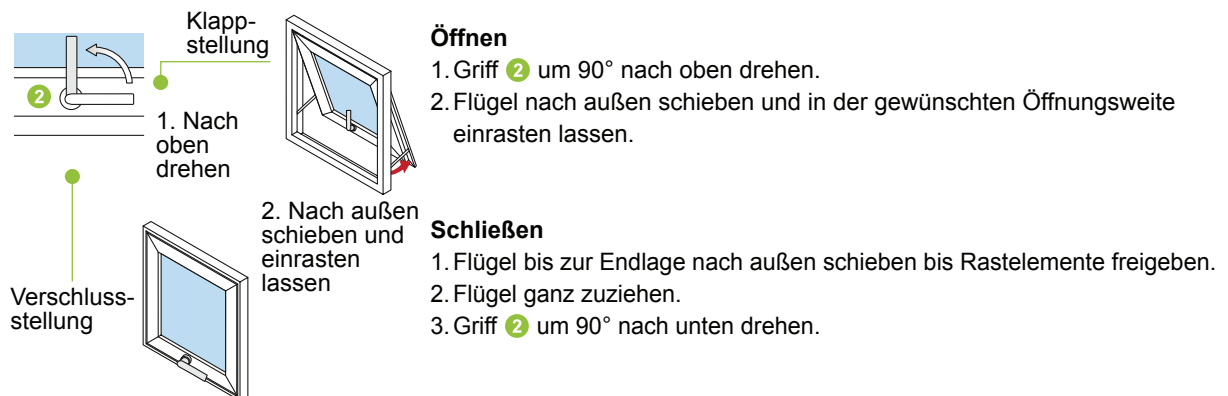 Klapp-
stellung
2
1. Nach
oben
drehen
2. Nach außen
schieben und
einrasten
lassen
Verschluss-
stellung
Öffnen
1. Griff 2 um 90° nach oben drehen.
2. Flügel nach außen schieben und in der gewünschten Öffnungsweite
einrasten lassen.
Schließen
1. Flügel bis zur Endlage nach außen schieben bis Rastelemente freigeben.
2. Flügel ganz zuziehen.
3. Griff 2 um 90° nach unten drehen.